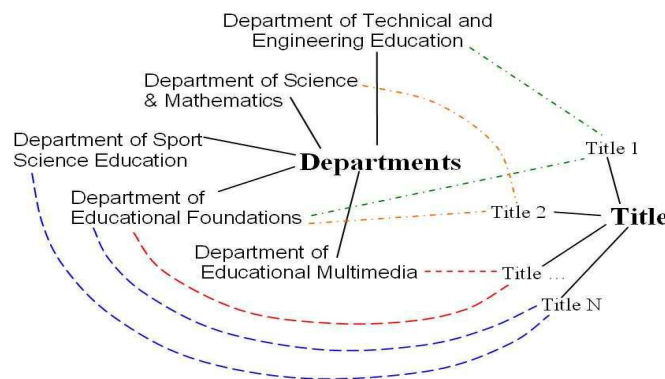 Department of Technical and
Engineering Education
Department of Science
& Mathematics
Department of Sport
Science Education
Departments
Title 1
Department of
Educational Foundations
Title 2
Title
Department of
Educational Multimedia
Title ...
Title N